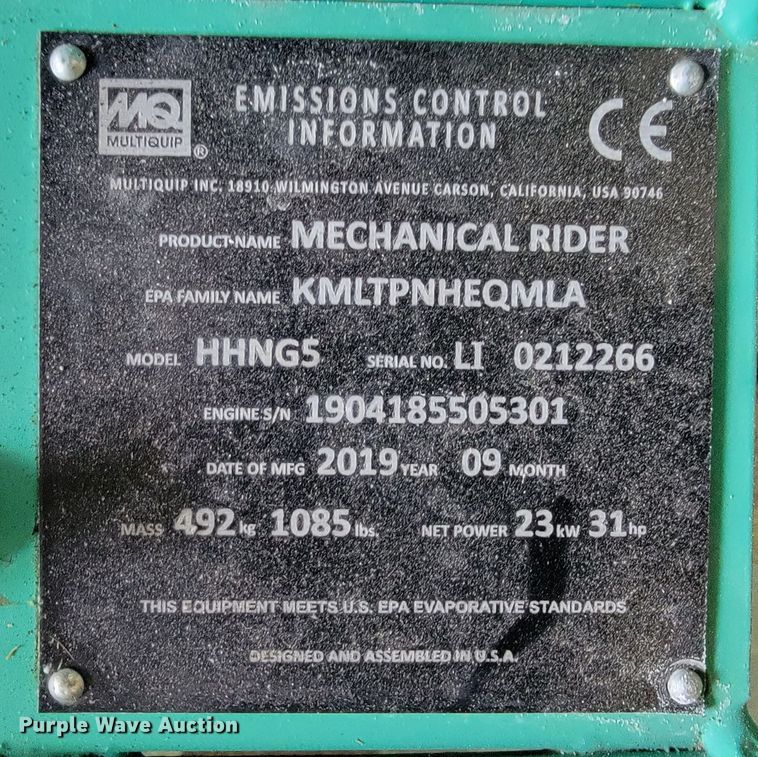 MQ
MULTIQUIP ®
EMISSIONS CONTROL
INFORMATION
CE
MULTIQUIP INC. 18910 WILMINGTON AVENUE CARSON, CALIFORNIA, USA 90746
PRODUCT NAME MECHANICAL RIDER
EPA FAMILY NAME KMLTPNHEQMLA
MODEL HHNG5 SERIAL NO. LI 0212266
ENGINE S/N 1904185505301
DATE OF MFG 2019 YEAR 09 MONTH
MASS 492 kg 1085 lbs. NET POWER 23 kW 31 hp
THIS EQUIPMENT MEETS U.S. EPA EVAPORATIVE STANDARDS
DESIGNED AND ASSEMBLED IN U.S.A.
Purple Wave Auction